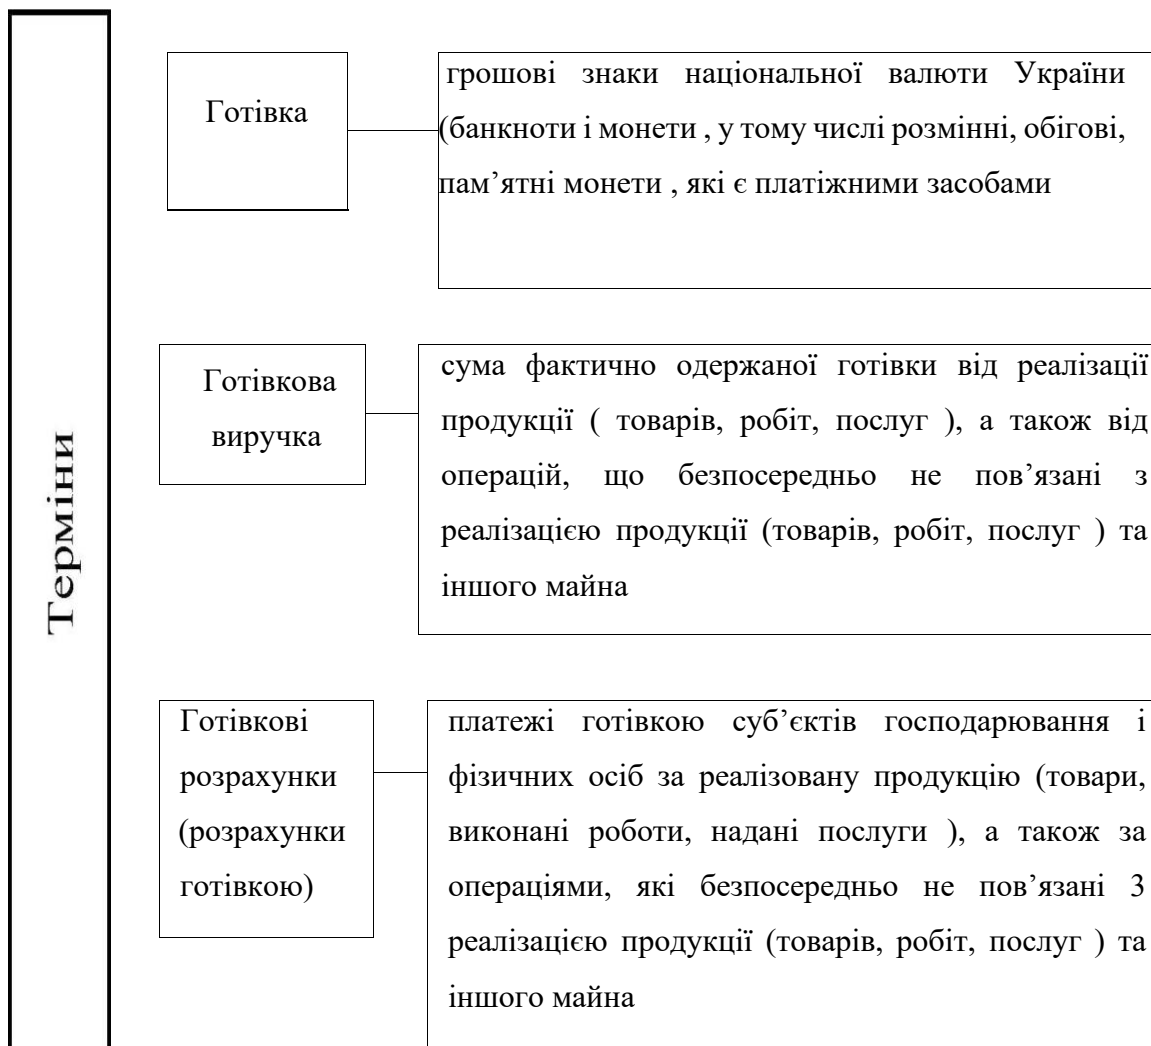 Терміни
Готівка
грошові знаки національної валюти України
(банкноти і монети , у тому числі розмінні, обігові,
пам’ятні монети , які є платіжними засобами
Готівкова
виручка
сума фактично одержаної готівки від реалізації
продукції ( товарів, робіт, послуг ), а також від
операцій, що безпосередньо не пов’язані з
реалізацією продукції (товарів, робіт, послуг ) та
іншого майна
Готівкові
розрахунки
(розрахунки
готівкою)
платежі готівкою суб’єктів господарювання і
фізичних осіб за реалізовану продукцію (товари,
виконані роботи, надані послуги ), а також за
операціями, які безпосередньо не пов’язані 3
реалізацією продукції (товарів, робіт, послуг ) та
іншого майна